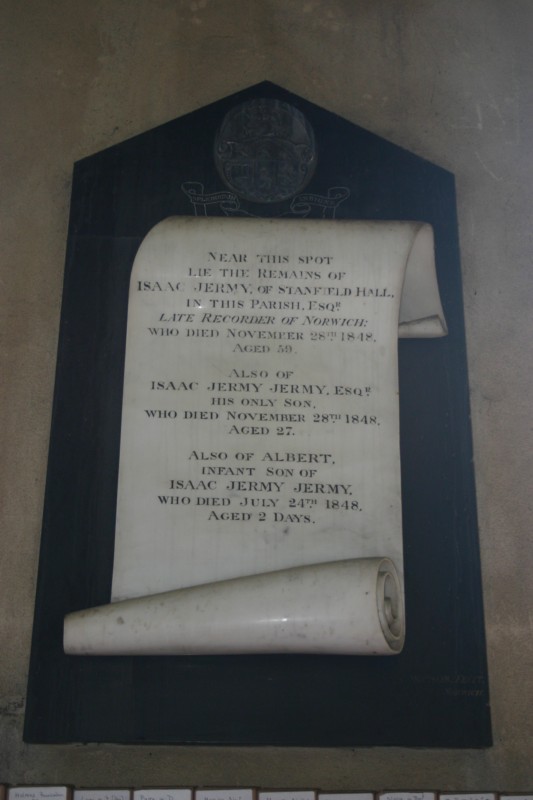 NEAR THIS SPOT
LIE THE REMAINS OF
ISAAC JERMY, OF STANFIELD HALL,
IN THIS PARISH, ESQR
LATE RECORDER OF NORWICH:
WHO DIED NOVEMBER 28TH 1848,
AGED 59.
ALSO OF
ISAAC JERMY JERMY, ESQR
HIS ONLY SON,
WHO DIED NOVEMBER 28TH 1848,
AGED 27.
ALSO OF ALBERT,
INFANT SON OF
ISAAC JERMY JERMY,
WHO DIED JULY 24TH 1848,
AGED 2 DAYS.